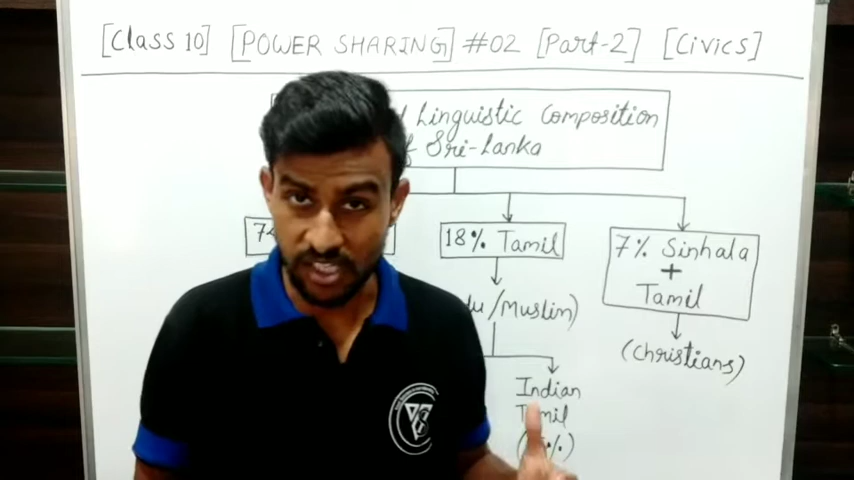 [Class 10] [POWER SHARING] #02 [Part-2] [Civics]
Linguistic Composition
Sri-Lanka
18% Tamil
7% Sinhala
+
Tamil
/Muslim)
(Christians)
Indian